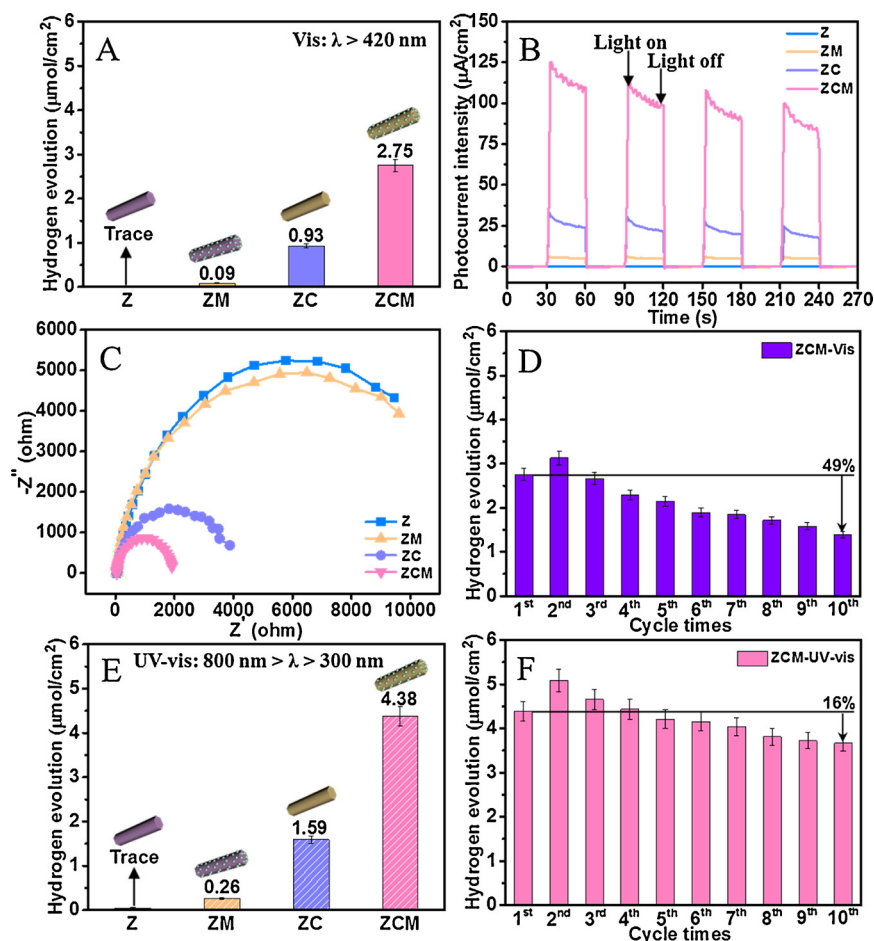 A
Vis: λ > 420 nm
Hydrogen evolution (μmol/cm²)
6
5
4
3
2
1
0
Trace
0.09
0.93
2.75
Z
ZM
ZC
ZCM
B
Light on
Light off
Z
ZM
ZC
ZCM
Photocurrent intensity (μA/cm²)
150
125
100
75
50
25
0
0
30
60
90
120
150
180
210
240
270
Time (s)
C
-Z'' (ohm)
6000
5000
4000
3000
2000
1000
0
Z
ZM
ZC
ZCM
0
2000
4000
6000
8000
10000
Z' (ohm)
D
ZCM-Vis
Hydrogen evolution (μmol/cm²)
6
5
4
3
2
1
0
49%
1st
2nd
3rd
4th
5th
6th
7th
8th
9th
10th
Cycle times
E
UV-vis: 800 nm > λ > 300 nm
Hydrogen evolution (μmol/cm²)
6
5
4
3
2
1
0
Trace
0.26
1.59
4.38
Z
ZM
ZC
ZCM
F
ZCM-UV-vis
Hydrogen evolution (μmol/cm²)
6
5
4
3
2
1
0
16%
1st
2nd
3rd
4th
5th
6th
7th
8th
9th
10th
Cycle times